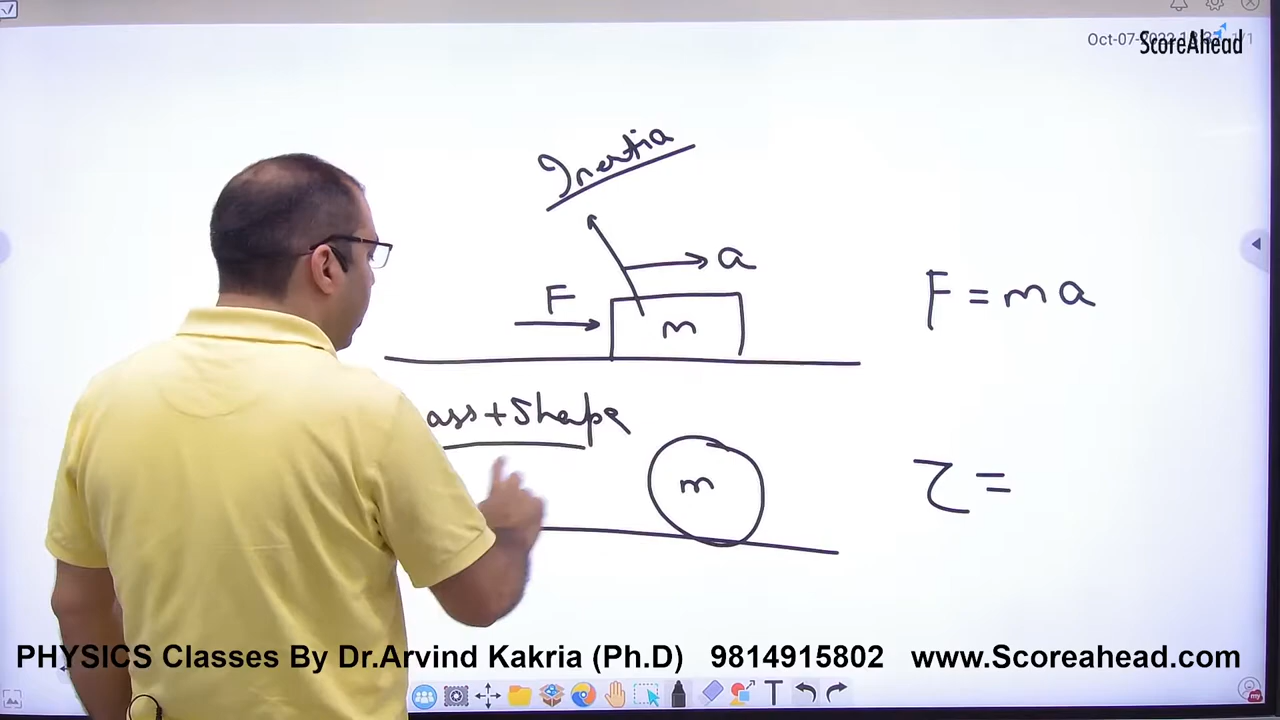 ScoreAhead
Inertia
a
F
m
F = ma
ass + Shape
m
τ =
PHYSICS Classes By Dr.Arvind Kakria (Ph.D) 9814915802 www.Scoreahead.com